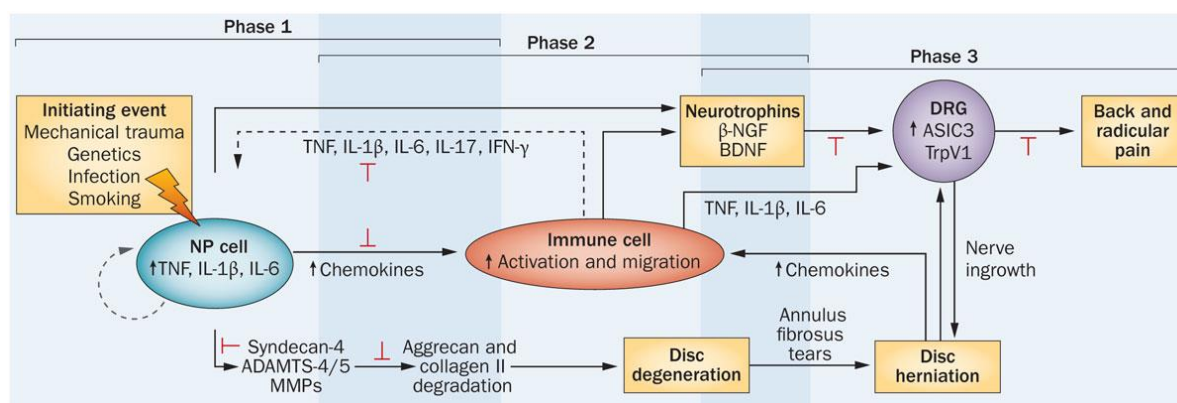 Phase 1
Phase 2
Phase 3
Initiating event
Mechanical trauma
Genetics
Infection
Smoking
NP cell
↑TNF, IL-1β, IL-6
TNF, IL-1β, IL-6, IL-17, IFN-γ
↑Chemokines
Immune cell
↑ Activation and migration
Neurotrophins
β-NGF
BDNF
DRG
↑ ASIC3
TrpV1
Back and
radicular
pain
TNF, IL-1β, IL-6
↑Chemokines
Nerve
ingrowth
Syndecan-4
ADAMTS-4/5
MMPs
Aggrecan and
collagen II
degradation
Disc
degeneration
Annulus
fibrosus
tears
Disc
herniation